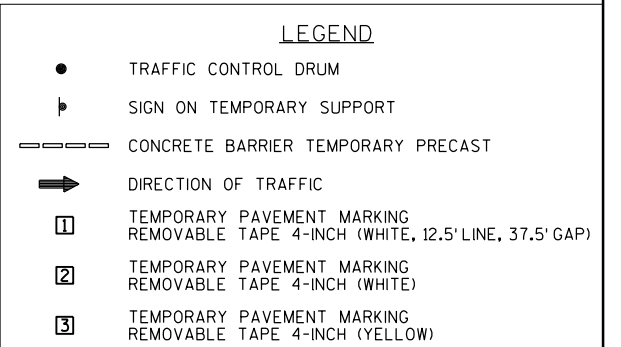 LEGEND
TRAFFIC CONTROL DRUM
SIGN ON TEMPORARY SUPPORT
CONCRETE BARRIER TEMPORARY PRECAST
DIRECTION OF TRAFFIC
1 TEMPORARY PAVEMENT MARKING
REMOVABLE TAPE 4-INCH (WHITE, 12.5' LINE, 37.5' GAP)
2 TEMPORARY PAVEMENT MARKING
REMOVABLE TAPE 4-INCH (WHITE)
3 TEMPORARY PAVEMENT MARKING
REMOVABLE TAPE 4-INCH (YELLOW)